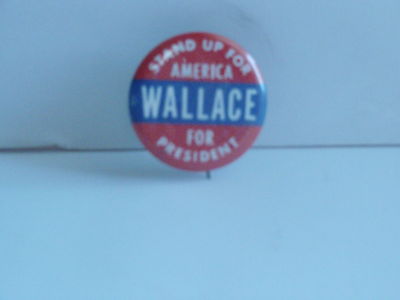 STAND UP FOR
AMERICA
WALLACE
FOR
PRESIDENT